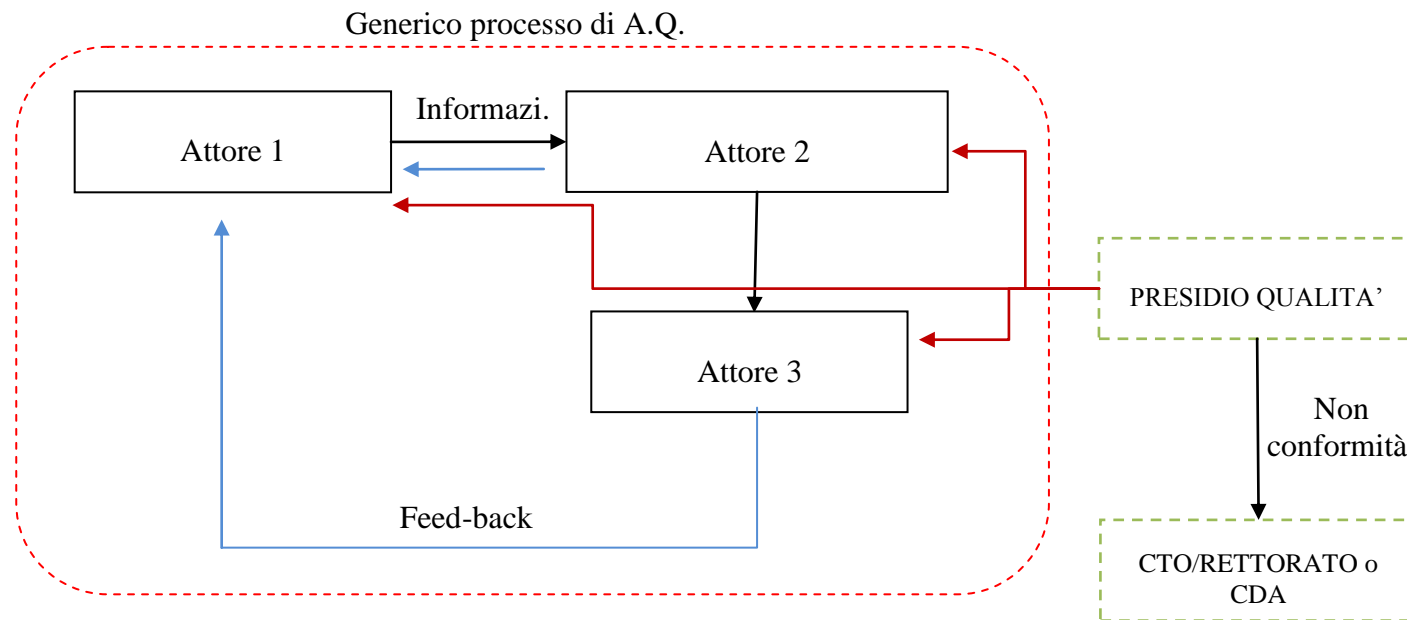 Generico processo di A.Q.
Informazi.
Attore 1
Attore 2
PRESIDIO QUALITA’
Attore 3
Non
conformità
Feed-back
CTO/RETTORATO o
CDA